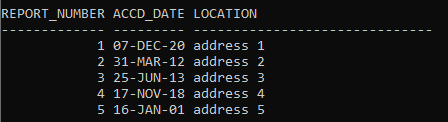 REPORT_NUMBER ACCD_DATE LOCATION
------------- --------- ------------------------------
1 07-DEC-20 address 1
2 31-MAR-12 address 2
3 25-JUN-13 address 3
4 17-NOV-18 address 4
5 16-JAN-01 address 5